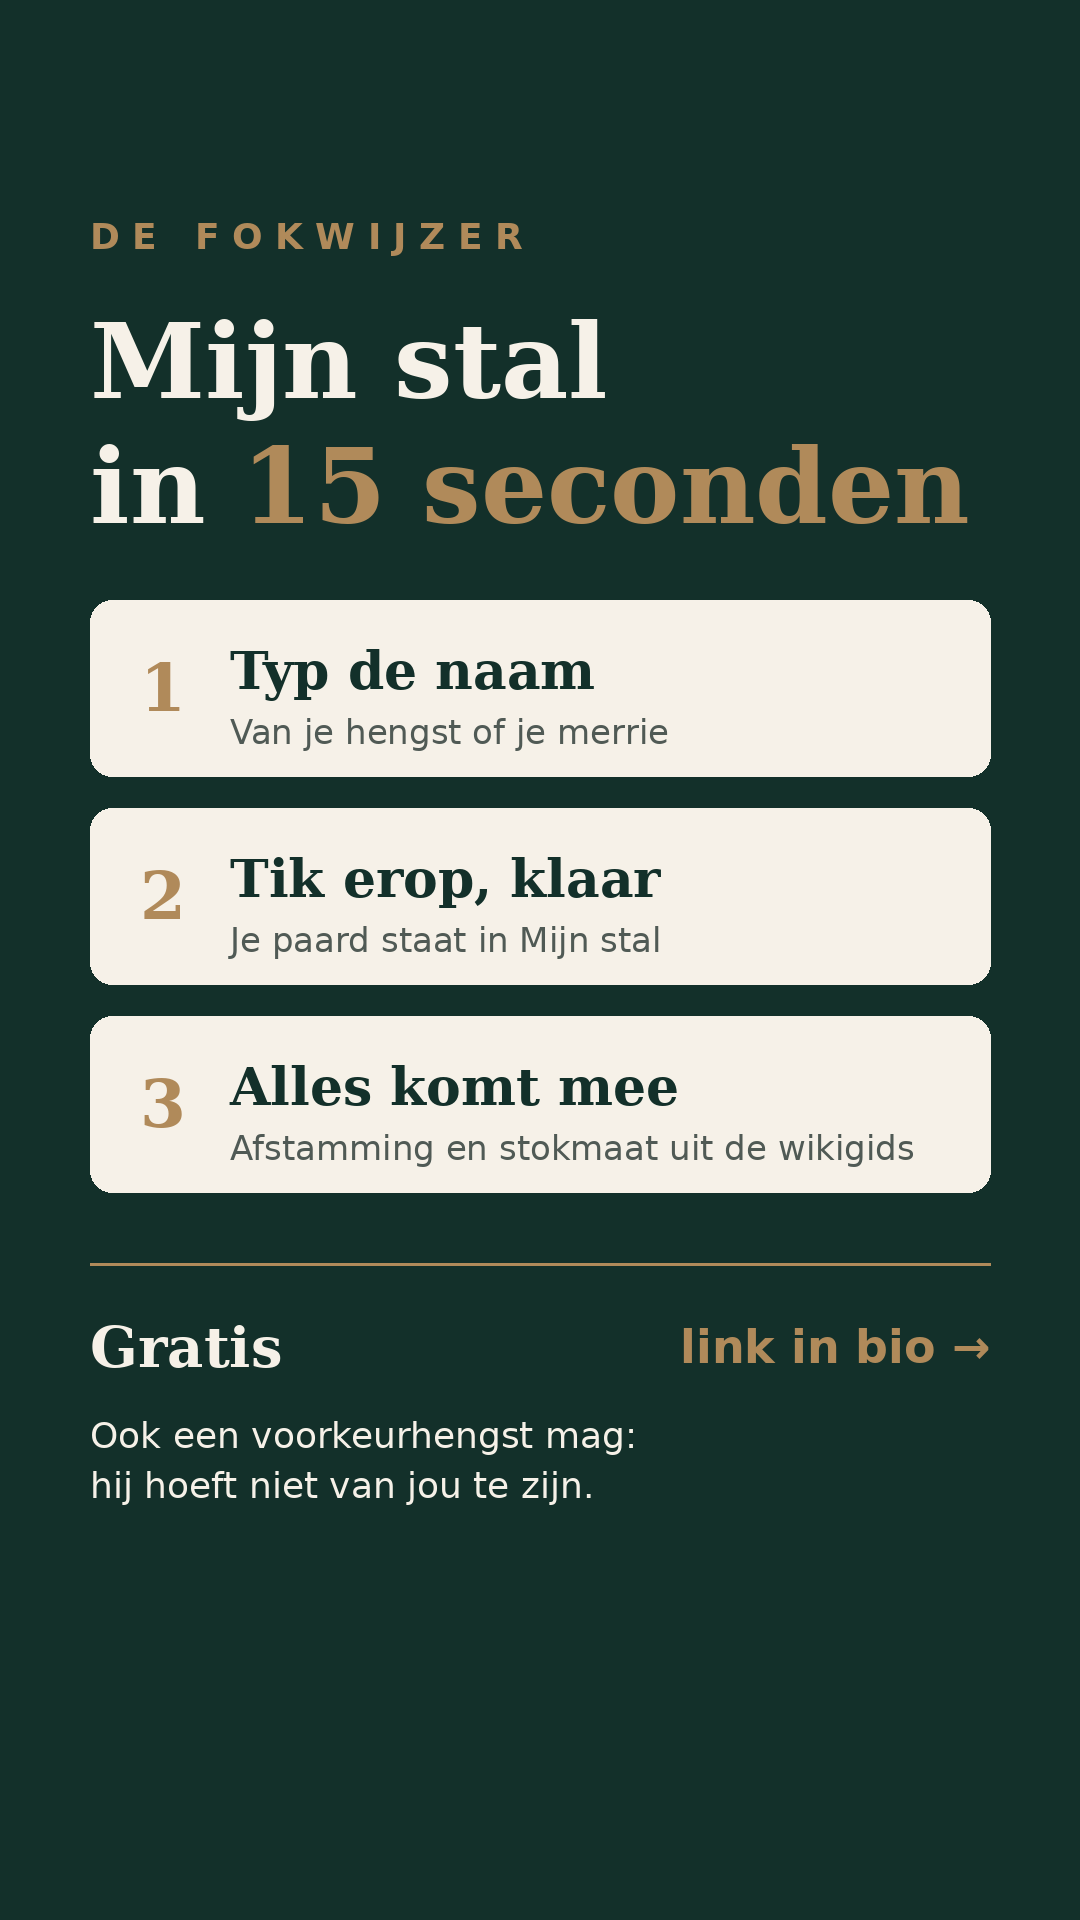 DE FOKWIJZER
Mijn stal
in 15 seconden
1
Typ de naam
Van je hengst of je merrie
2
Tik erop, klaar
Je paard staat in Mijn stal
3
Alles komt mee
Afstamming en stokmaat uit de wikigids
Gratis
link in bio →
Ook een voorkeurhengst mag:
hij hoeft niet van jou te zijn.